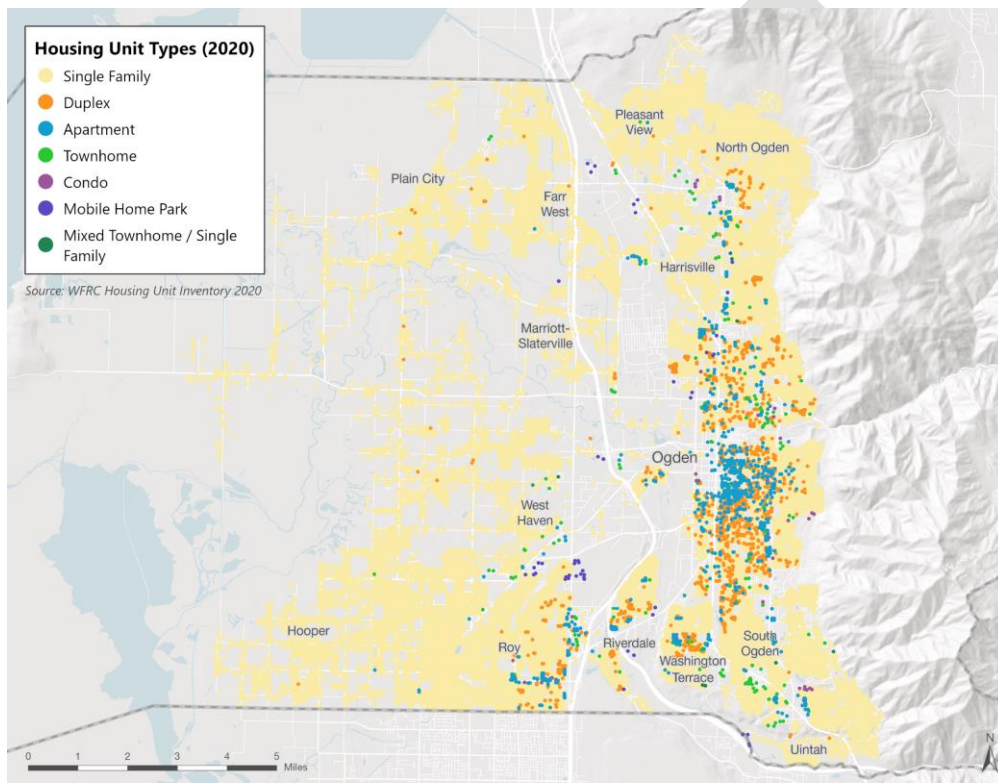 Housing Unit Types (2020)
Single Family
Duplex
Apartment
Townhome
Condo
Mobile Home Park
Mixed Townhome / Single
Family
Source: WFRC Housing Unit Inventory 2020
Pleasant
View
North Ogden
Plain City
Farr
West
Harrisville
Marriott-
Slaterville
Ogden
West
Haven
Hooper
Roy
Riverdale
Washington
Terrace
South
Ogden
Uintah
0 1 2 3 4 5
Miles
N